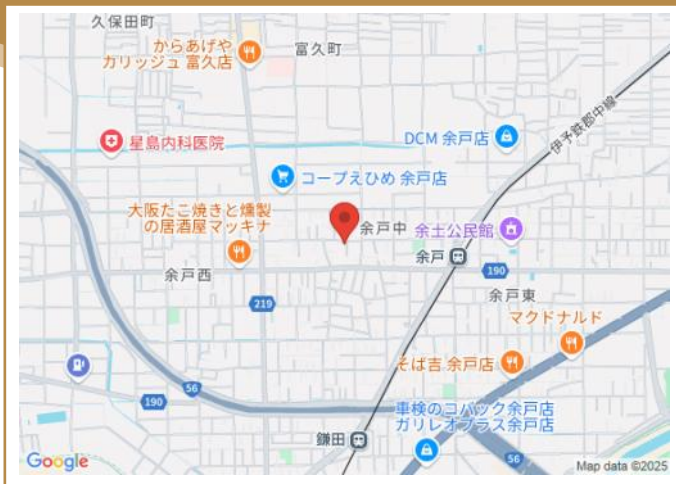 久保田町
からあげや
カリッジュ 富久店
富久町
伊予鉄郡中線
星島内科医院
DCM 余戸店
コープえひめ 余戸店
大阪たこ焼きと燻製
の居酒屋マッキナ
余戸中
余土公民館
余戸
余戸西
190
余戸東
219
マクドナルド
そば吉 余戸店
56
190
車検のコバック余戸店
ガリレオプラス余戸店
鎌田
56
Google
Map data ©2025